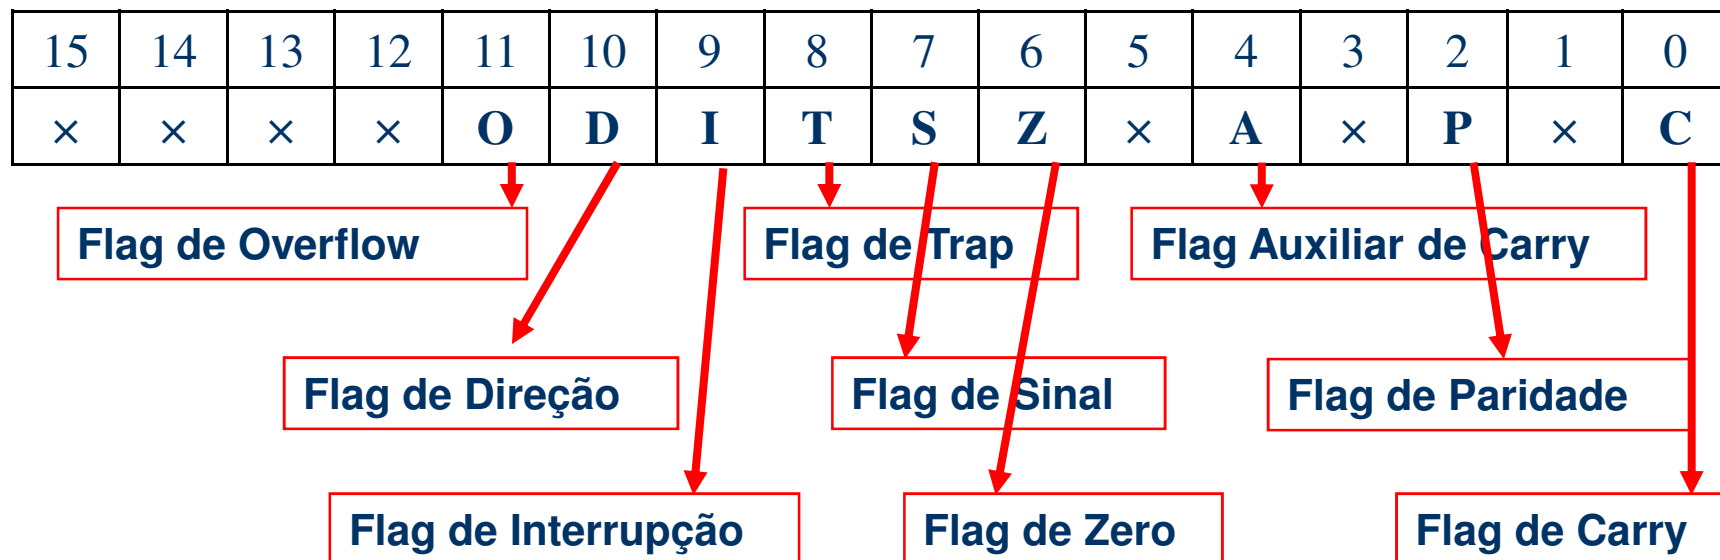 15 14 13 12 11 10 9 8 7 6 5 4 3 2 1 0
× × × × O D I T S Z × A × P × C
Flag de Overflow Flag de Trap Flag Auxiliar de Carry
Flag de Direção Flag de Sinal Flag de Paridade
Flag de Interrupção Flag de Zero Flag de Carry